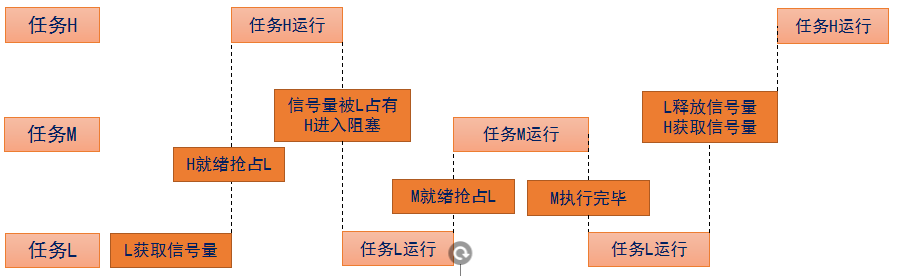 任务H
任务H运行
任务H运行
信号量被L占有
H进入阻塞
L释放信号量
H获取信号量
任务M
任务M运行
H就绪抢占L
M就绪抢占L
M执行完毕
任务L
L获取信号量
任务L运行
任务L运行